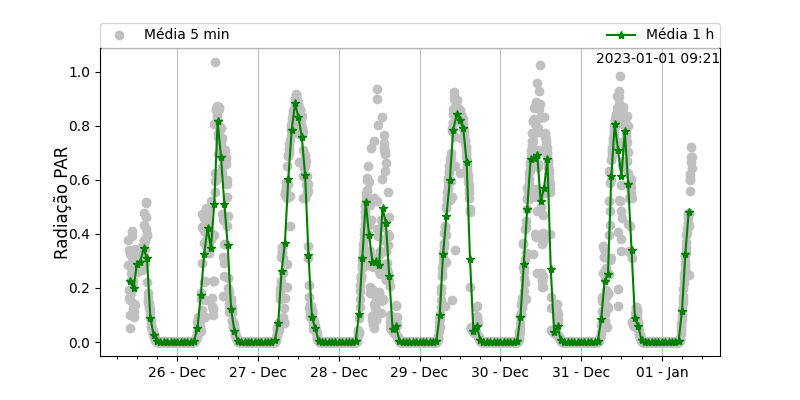 Média 5 min
Média 1 h
2023-01-01 09:21
1.0
0.8
0.6
0.4
0.2
0.0
Radiação PAR
26 - Dec
27 - Dec
28 - Dec
29 - Dec
30 - Dec
31 - Dec
01 - Jan